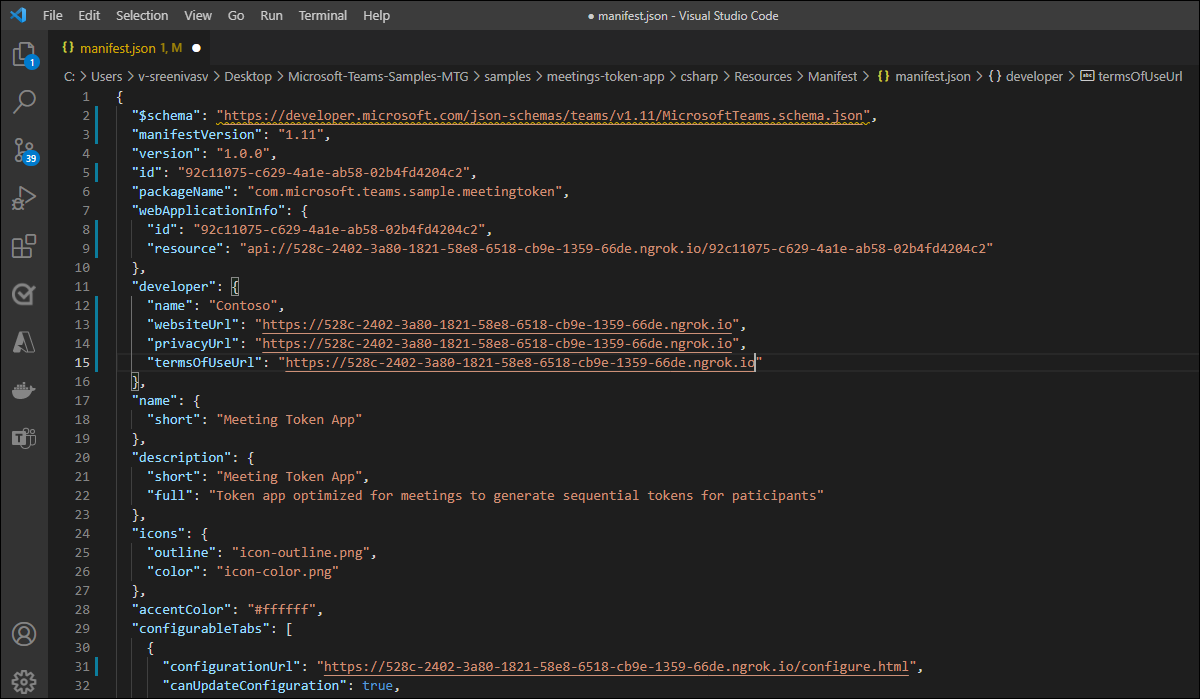 File Edit Selection View Go Run Terminal Help ● manifest.json - Visual Studio Code
{} manifest.json 1, M ●
C: > Users > v-sreenivasv > Desktop > Microsoft-Teams-Samples-MTG > samples > meetings-token-app > csharp > Resources > Manifest > {} manifest.json > {} developer > abc termsOfUseUrl
1
39
1 {
2 "$schema": "https://developer.microsoft.com/json-schemas/teams/v1.11/MicrosoftTeams.schema.json",
3 "manifestVersion": "1.11",
4 "version": "1.0.0",
5 "id": "92c11075-c629-4a1e-ab58-02b4fd4204c2",
6 "packageName": "com.microsoft.teams.sample.meetingtoken",
7 "webApplicationInfo": {
8 "id": "92c11075-c629-4a1e-ab58-02b4fd4204c2",
9 "resource": "api://528c-2402-3a80-1821-58e8-6518-cb9e-1359-66de.ngrok.io/92c11075-c629-4a1e-ab58-02b4fd4204c2"
10 },
11 "developer": {
12 "name": "Contoso",
13 "websiteUrl": "https://528c-2402-3a80-1821-58e8-6518-cb9e-1359-66de.ngrok.io",
14 "privacyUrl": "https://528c-2402-3a80-1821-58e8-6518-cb9e-1359-66de.ngrok.io",
15 "termsOfUseUrl": "https://528c-2402-3a80-1821-58e8-6518-cb9e-1359-66de.ngrok.io"
16 },
17 "name": {
18 "short": "Meeting Token App"
19 },
20 "description": {
21 "short": "Meeting Token App",
22 "full": "Token app optimized for meetings to generate sequential tokens for paticipants"
23 },
24 "icons": {
25 "outline": "icon-outline.png",
26 "color": "icon-color.png"
27 },
28 "accentColor": "#ffffff",
29 "configurableTabs": [
30 {
31 "configurationUrl": "https://528c-2402-3a80-1821-58e8-6518-cb9e-1359-66de.ngrok.io/configure.html",
32 "canUpdateConfiguration": true,